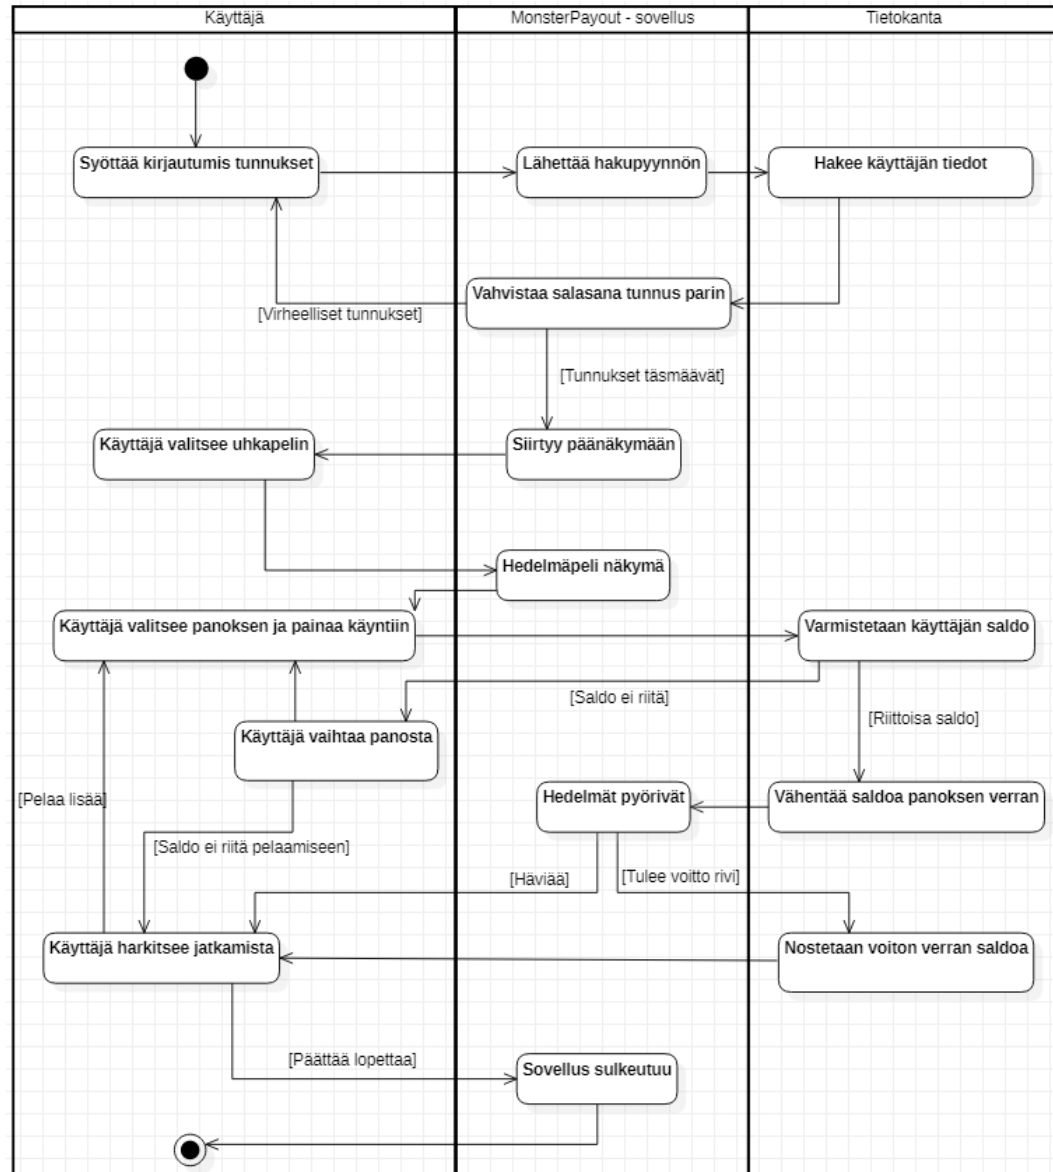 Käyttäjä
MonsterPayout - sovellus
Tietokanta
Syöttää kirjautumis tunnukset
Lähettää hakupyynnön
Hakee käyttäjän tiedot
Vahvistaa salasana tunnus parin
[Virheelliset tunnukset]
[Tunnukset täsmäävät]
Käyttäjä valitsee uhkapelin
Siirtyy päänäkymään
Hedelmäpeli näkymä
Käyttäjä valitsee panoksen ja painaa käyntiin
Varmistetaan käyttäjän saldo
[Saldo ei riitä]
[Riittoisa saldo]
Käyttäjä vaihtaa panosta
[Pelaa lisää]
Hedelmät pyörivät
Vähentää saldoa panoksen verran
[Saldo ei riitä pelaamiseen]
[Häviää]
[Tulee voitto rivi]
Käyttäjä harkitsee jatkamista
Nostetaan voiton verran saldoa
[Päättää lopettaa]
Sovellus sulkeutuu